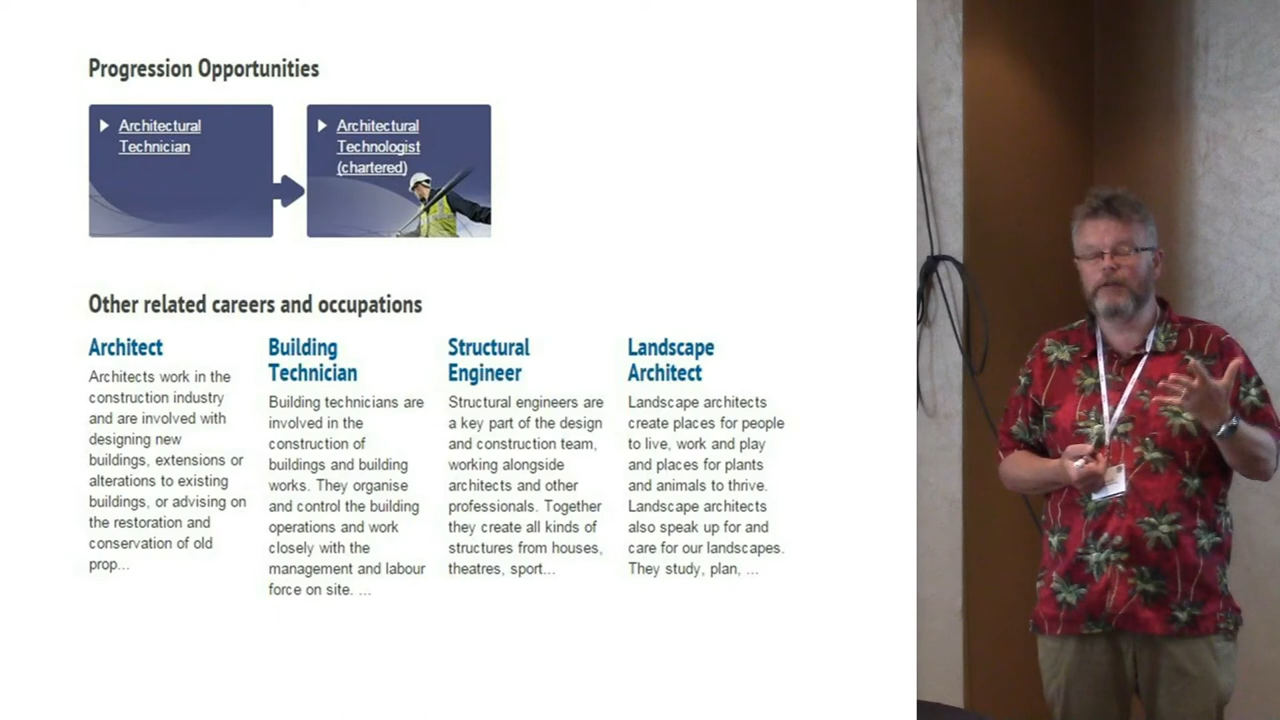 Progression Opportunities
Architectural
Technician
Architectural
Technologist
(chartered)
Other related careers and occupations
Architect
Architects work in the
construction industry
and are involved with
designing new
buildings, extensions or
alterations to existing
buildings, or advising on
the restoration and
conservation of old
prop...
Building
Technician
Building technicians are
involved in the
construction of
buildings and building
works. They organise
and control the building
operations and work
closely with the
management and labour
force on site. ...
Structural
Engineer
Structural engineers are
a key part of the design
and construction team,
working alongside
architects and other
professionals. Together
they create all kinds of
structures from houses,
theatres, sport...
Landscape
Architect
Landscape architects
create places for people
to live, work and play
and places for plants
and animals to thrive.
Landscape architects
also speak up for and
care for our landscapes.
They study, plan, ...